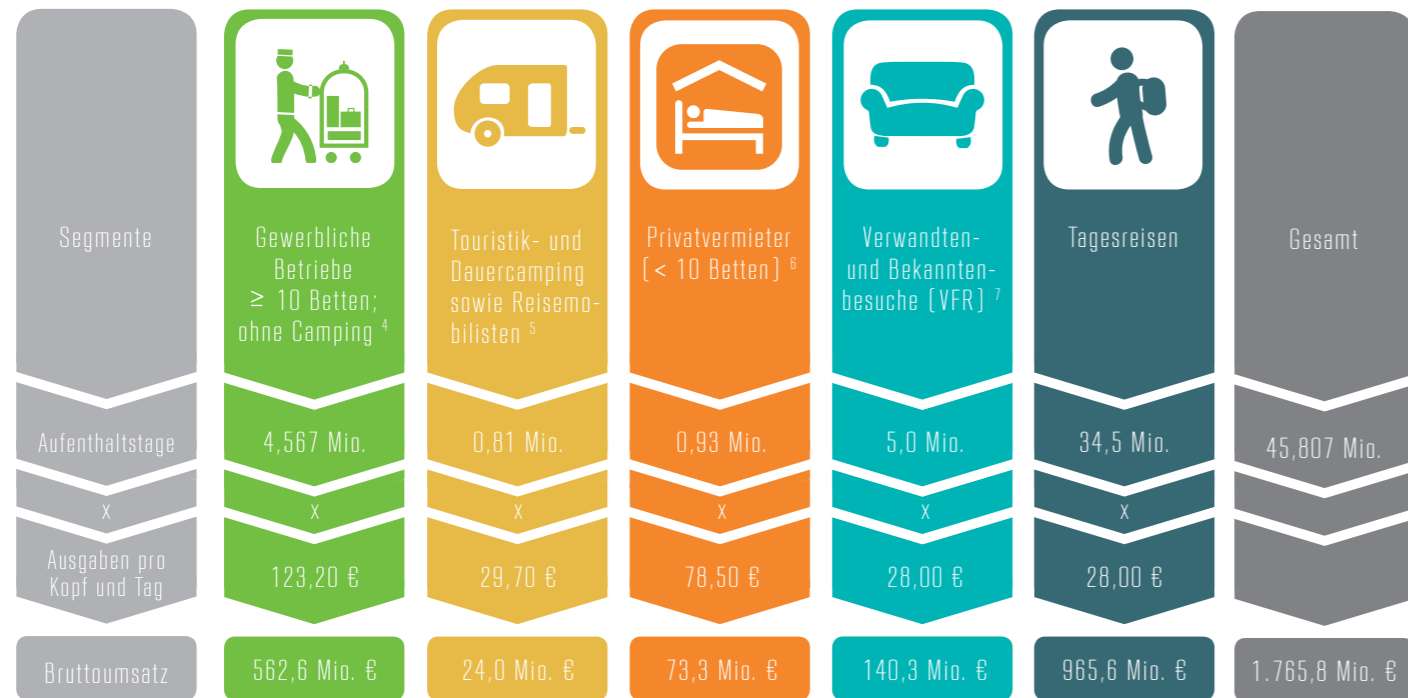 Segmente
Gewerbliche
Betriebe
≥ 10 Betten;
ohne Camping 4
Touristik- und
Dauercamping
sowie Reisemo-
bilisten 5
Privatvermieter
(< 10 Betten) 6
Verwandten-
und Bekannten-
besuche (VFR) 7
Tagesreisen
Gesamt
Aufenthaltstage
4,567 Mio.
0,81 Mio.
0,93 Mio.
5,0 Mio.
34,5 Mio.
45,807 Mio.
x
x
x
x
x
x
Ausgaben pro
Kopf und Tag
123,20 €
29,70 €
78,50 €
28,00 €
28,00 €
Bruttoumsatz
562,6 Mio. €
24,0 Mio. €
73,3 Mio. €
140,3 Mio. €
965,6 Mio. €
1.765,8 Mio. €